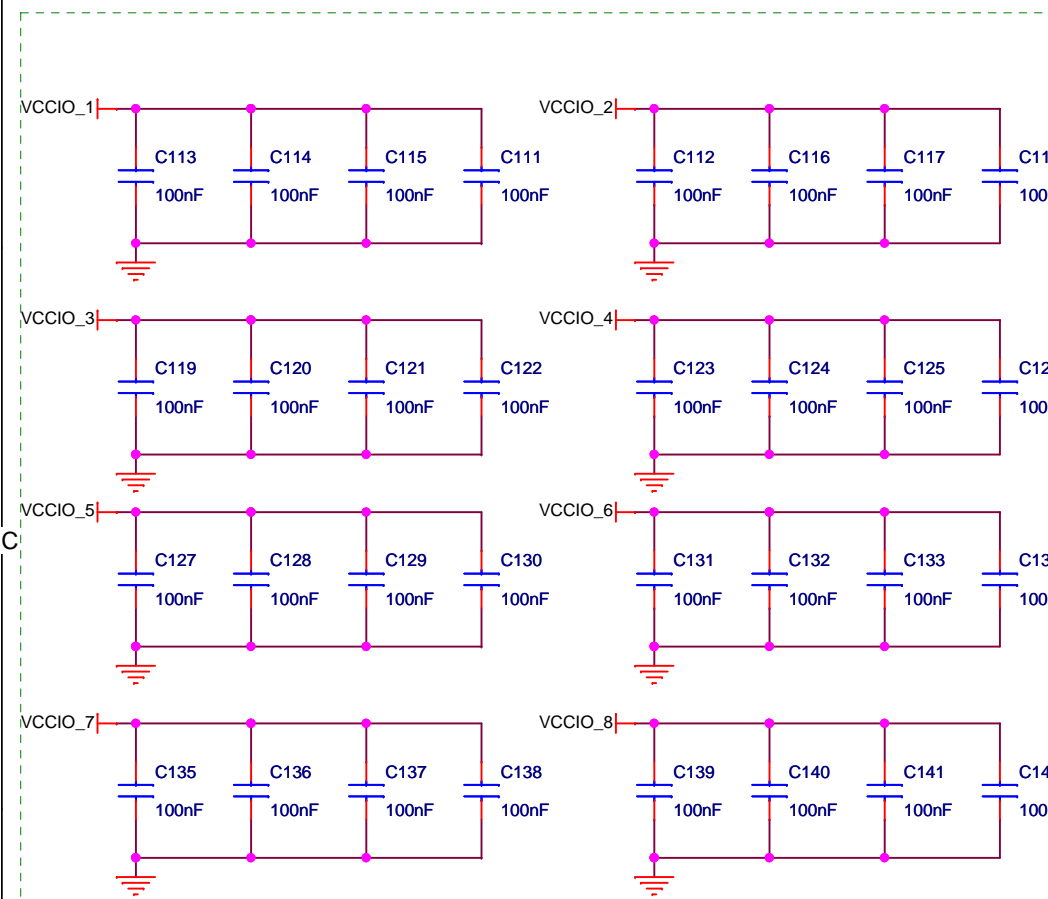 VCCIO_1
C113 C114 C115 C111
100nF 100nF 100nF 100nF
VCCIO_2
C112 C116 C117
100nF 100nF 100nF
VCCIO_3
C119 C120 C121 C122
100nF 100nF 100nF 100nF
VCCIO_4
C123 C124 C125
100nF 100nF 100nF
VCCIO_5
C
C127 C128 C129 C130
100nF 100nF 100nF 100nF
VCCIO_6
C131 C132 C133
100nF 100nF 100nF
VCCIO_7
C135 C136 C137 C138
100nF 100nF 100nF 100nF
VCCIO_8
C139 C140 C141
100nF 100nF 100nF